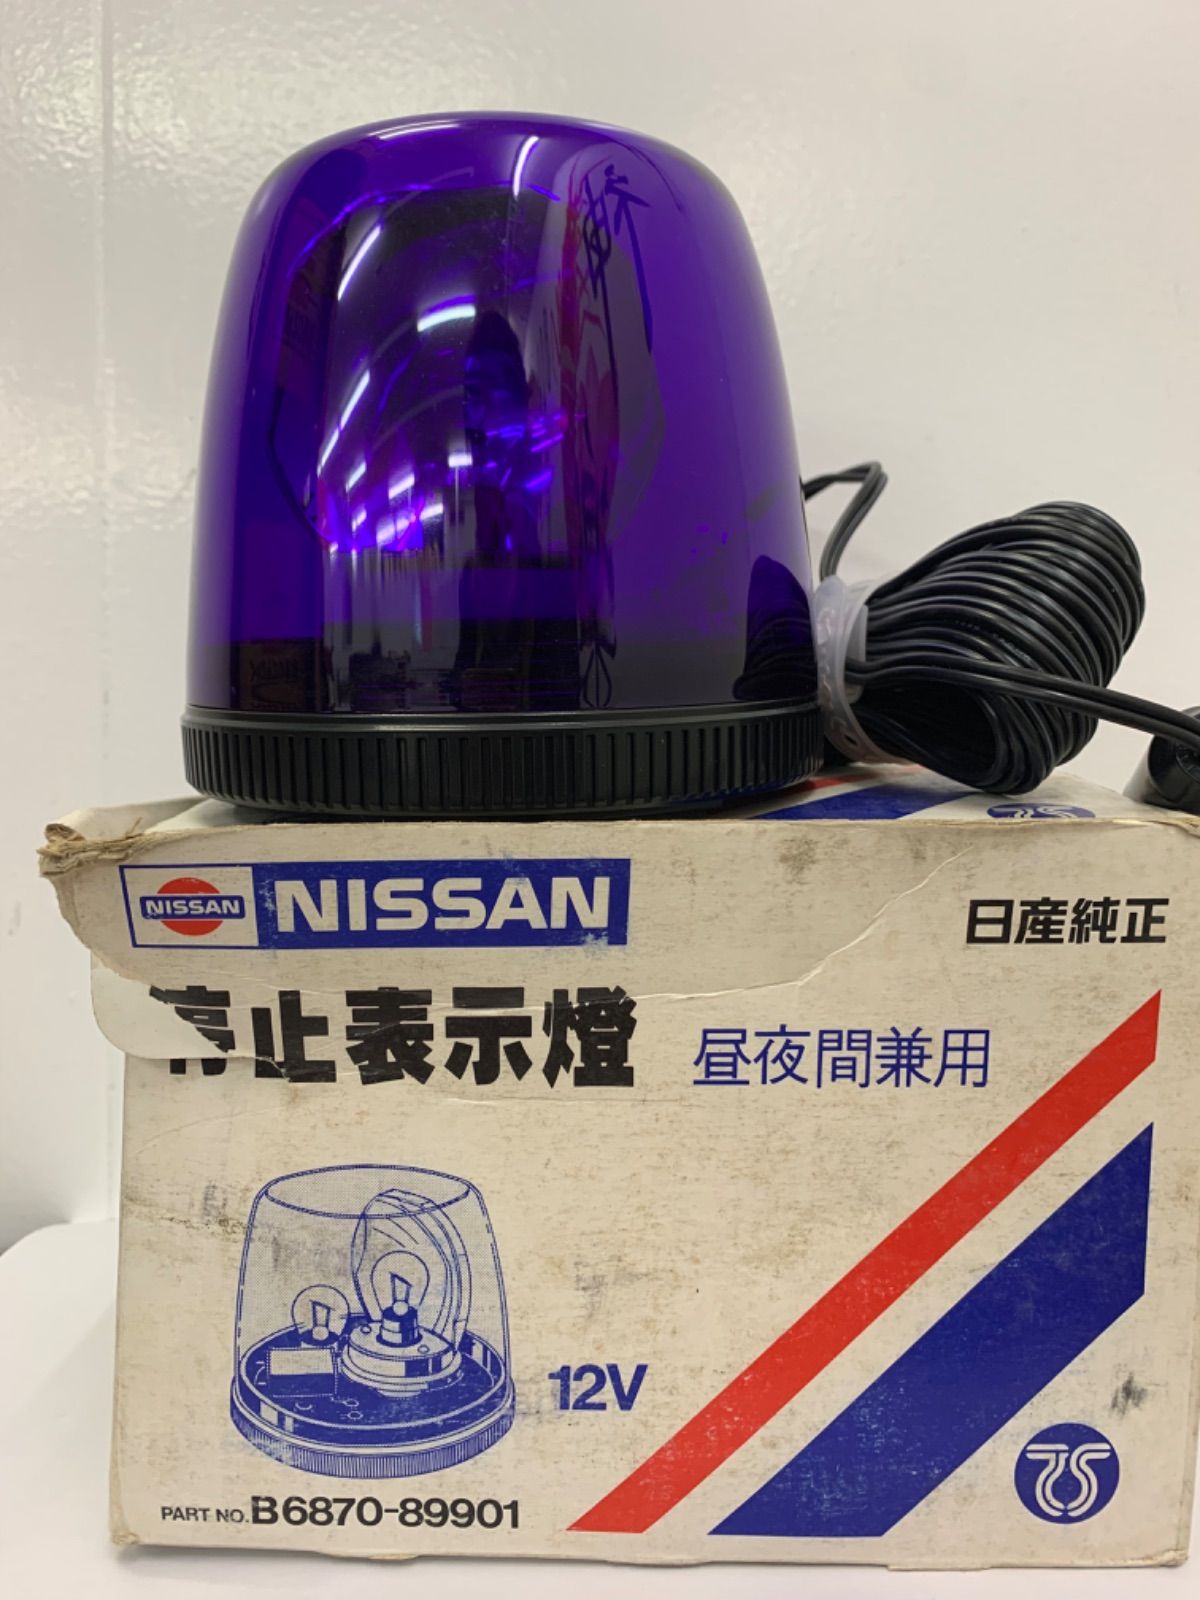 NISSAN NISSAN
日産純正
停止表示燈 昼夜間兼用
12V
PART NO. B6870-89901